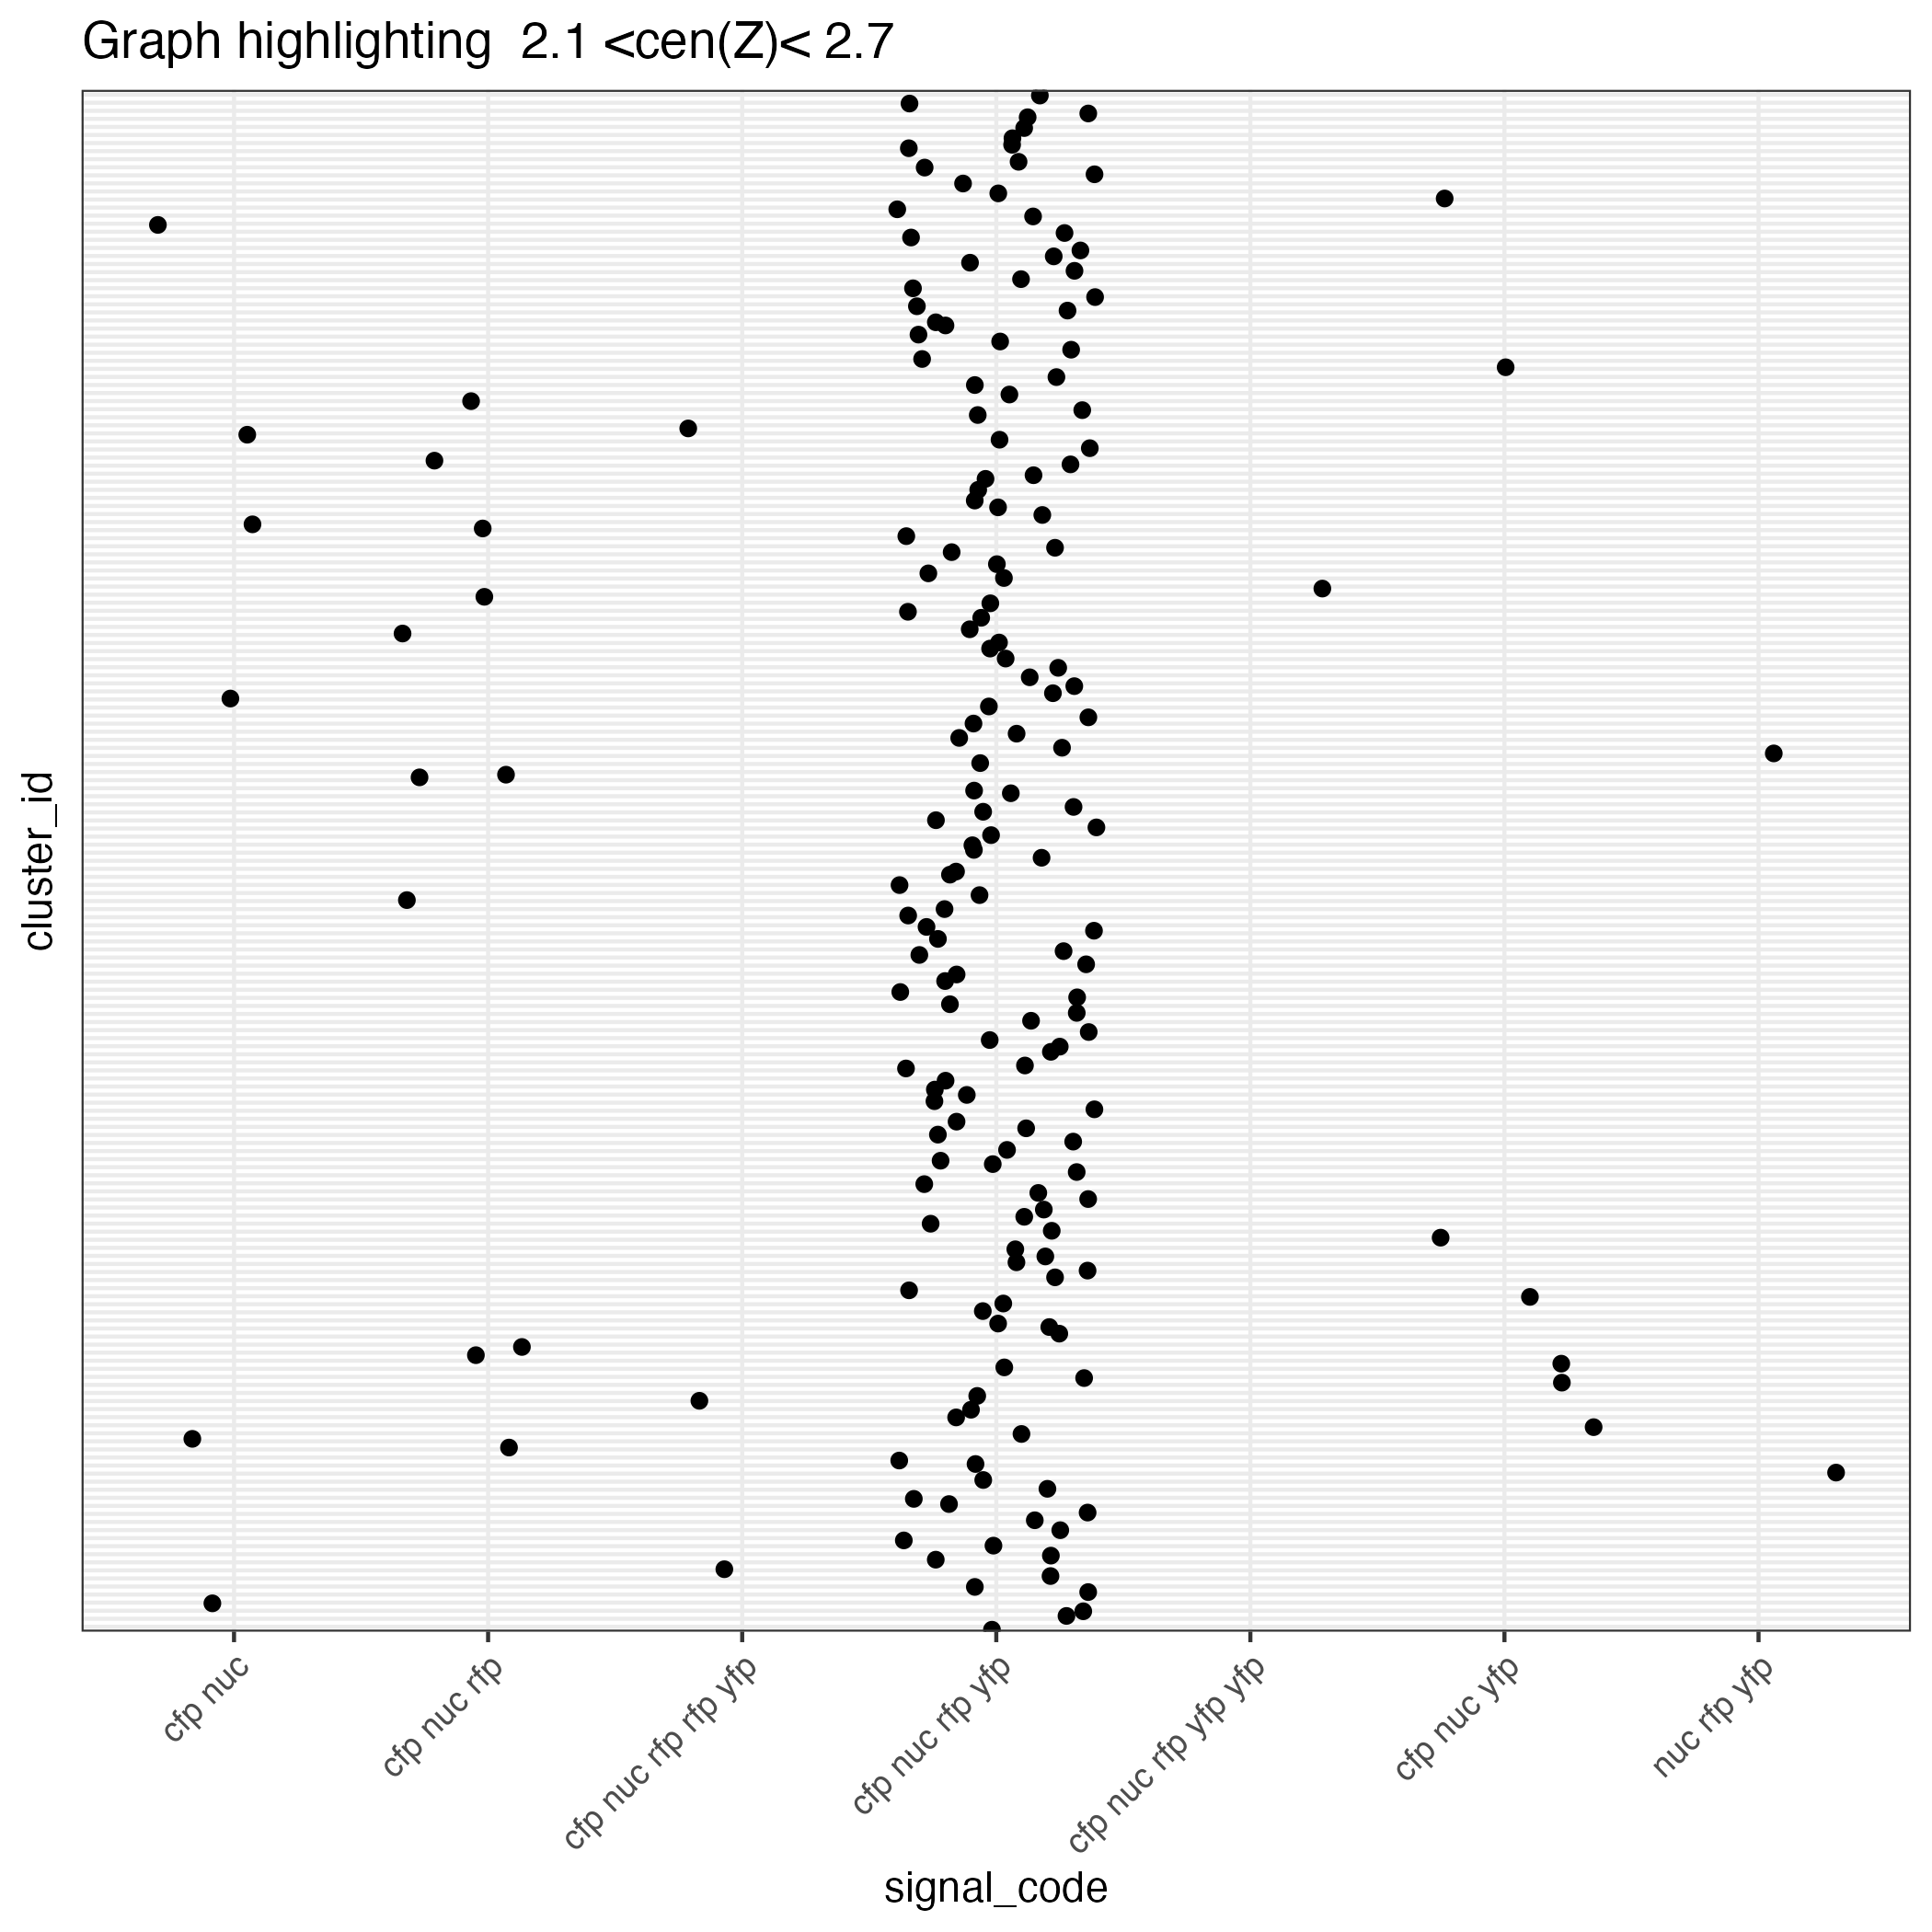 Graph highlighting  2.1 <cen(Z)< 2.7
cluster_id
cfp nuc
cfp nuc rfp
cfp nuc rfp rfp yfp
cfp nuc rfp yfp
cfp nuc rfp yfp yfp
cfp nuc yfp
nuc rfp yfp
signal_code